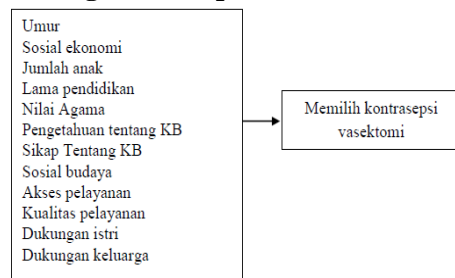 Umur
Sosial ekonomi
Jumlah anak
Lama pendidikan
Nilai Agama
Pengetahuan tentang KB
Sikap Tentang KB
Sosial budaya
Akses pelayanan
Kualitas pelayanan
Dukungan istri
Dukungan keluarga
Memilih kontrasepsi
vasektomi